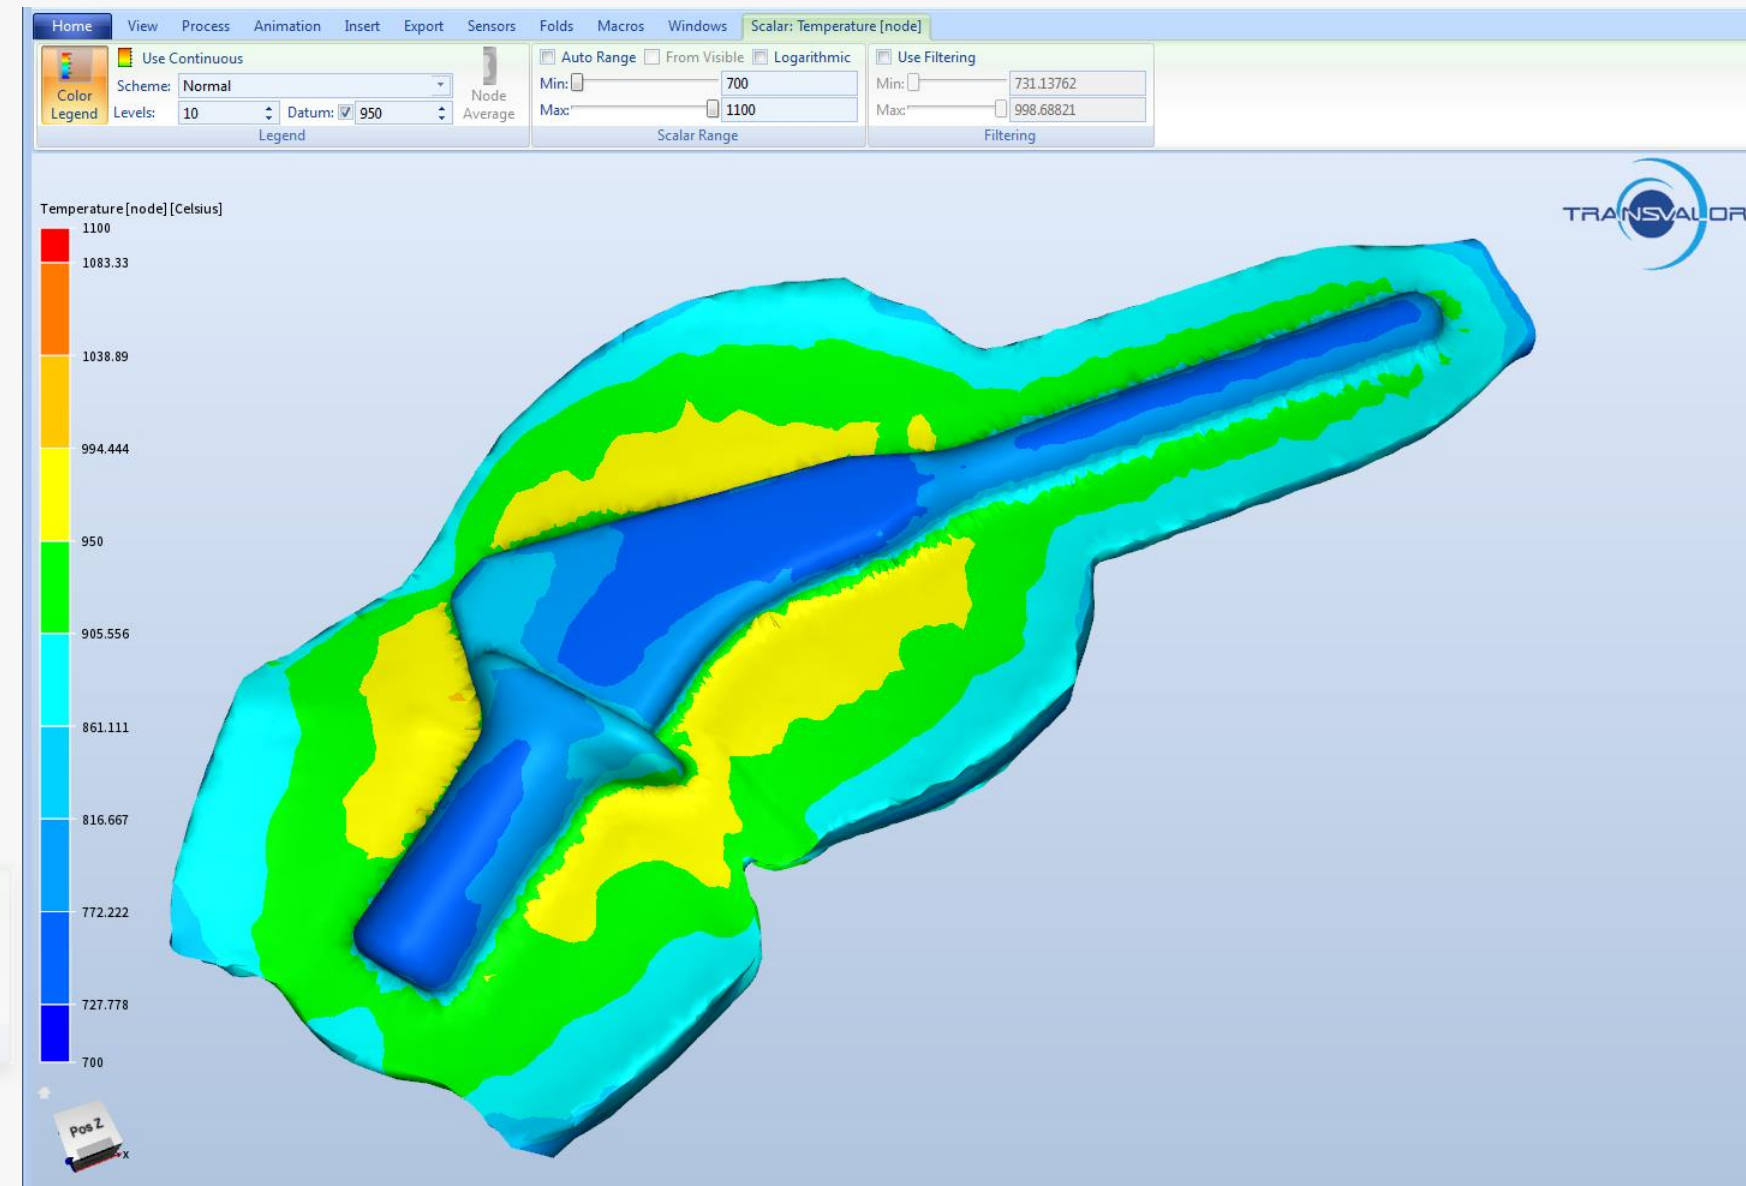 Home View Process Animation Insert Export Sensors Folds Macros Windows Scalar: Temperature [node]
Use Continuous
Scheme: Normal
Color Legend
Levels: 10 Datum: 950
Node Average
Legend
Auto Range From Visible Logarithmic
Min: 700
Max: 1100
Scalar Range
Use Filtering
Min: 731.13762
Max: 998.68821
Filtering
TRANSVALOR
Temperature [node] [Celsius]
1100
1083.33
1038.89
994.444
950
905.556
861.111
816.667
772.222
727.778
700
Pos Z
X